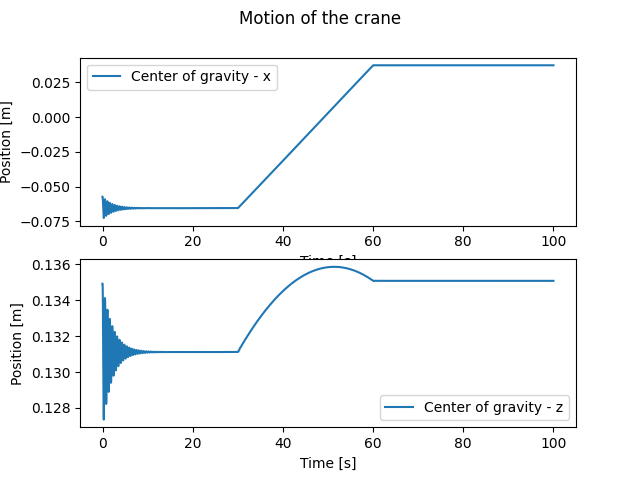 Motion of the crane
Position [m]
0.025
0.000
−0.025
−0.050
−0.075
Center of gravity - x
0 20 40 60 80 100
Time [s]
Position [m]
0.136
0.134
0.132
0.130
0.128
Center of gravity - z
0 20 40 60 80 100
Time [s]